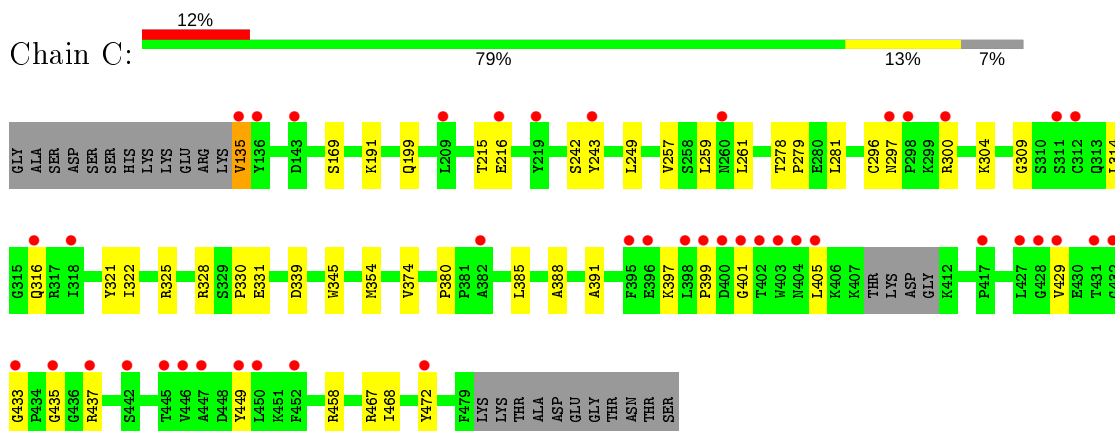 12%
Chain C:
79% 13% 7%
GLY ALA SER ASP SER SER HIS LYS LYS GLU ARG LYS V135 Y136 D143 S169 K191 Q199 L209 T215 E216 Y219 S242 Y243 L249 V257 S258 L259 N260 L261 T278 P279 E280 L281 C296 N297 P298 K299 R300 K304 G309 S310 S311 C312 Q313 L314
G315 Q316 R317 I318 Y321 I322 R325 R328 S329 P330 E331 D339 W345 M354 V374 P380 P381 A382 L385 A388 A391 F395 E396 K397 L398 P399 D400 G401 T402 W403 N404 L405 K406 K407 THR LYS ASP GLY K412 P417 L427 G428 V429 E430 T431 G432
G433 P434 G435 G436 R437 S442 T445 V446 A447 D448 Y449 L450 K451 F452 R458 R467 I468 Y472 F479 LYS LYS THR ALA ASP GLU GLY THR ASN THR SER